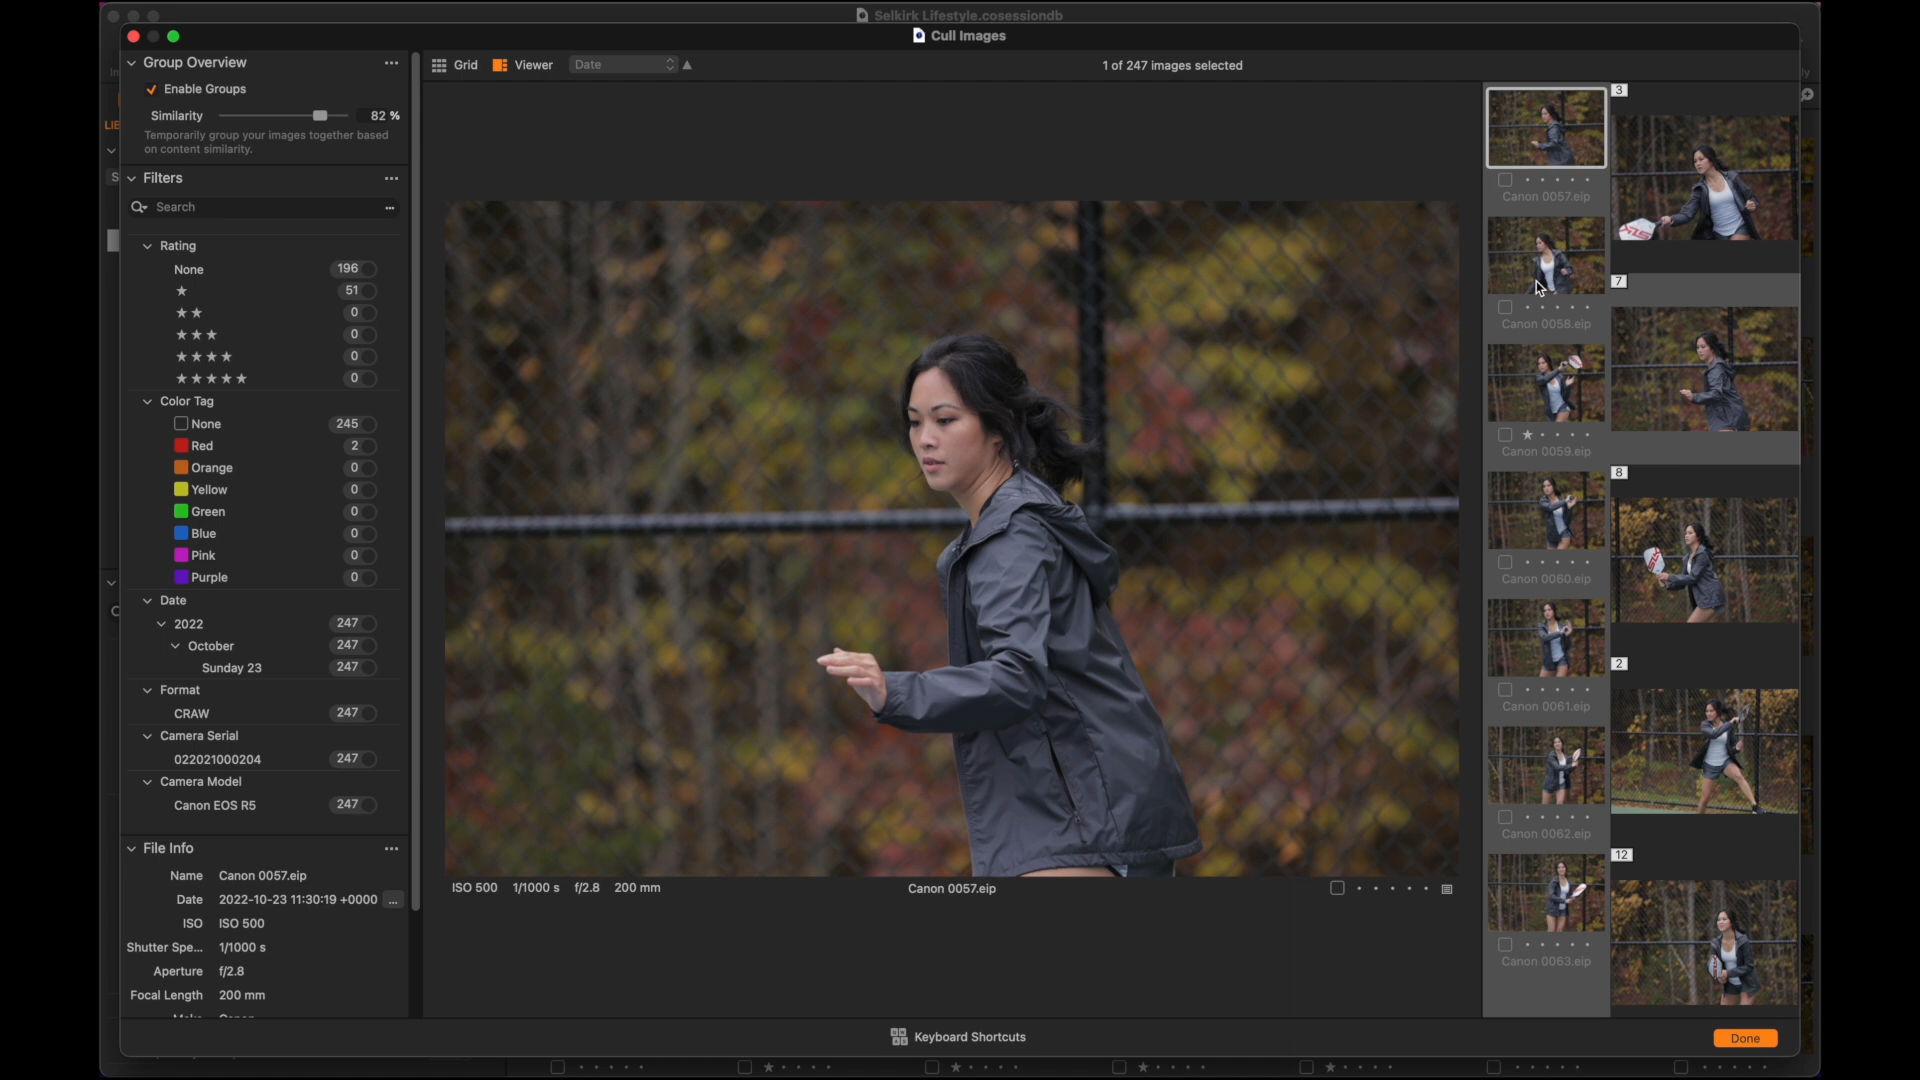 Selkirk Lifestyle.cosessiondb
Cull Images
Group Overview
Enable Groups
Similarity 82 %
Temporarily group your images together based
on content similarity.
Filters
Search
Rating
None 196
★ 51
★★ 0
★★★ 0
★★★★ 0
★★★★★ 0
Color Tag
None 245
Red 2
Orange 0
Yellow 0
Green 0
Blue 0
Pink 0
Purple 0
Date
2022 247
October 247
Sunday 23 247
Format
CRAW 247
Camera Serial
022021000204 247
Camera Model
Canon EOS R5 247
File Info
Name Canon 0057.eip
Date 2022-10-23 11:30:19 +0000 ...
ISO ISO 500
Shutter Spe... 1/1000 s
Aperture f/2.8
Focal Length 200 mm
Grid Viewer Date 1 of 247 images selected
ISO 500 1/1000 s f/2.8 200 mm Canon 0057.eip
Canon 0057.eip
Canon 0058.eip
Canon 0059.eip
Canon 0060.eip
Canon 0061.eip
Canon 0062.eip
Canon 0063.eip
3
7
8
2
12
Keyboard Shortcuts
Done